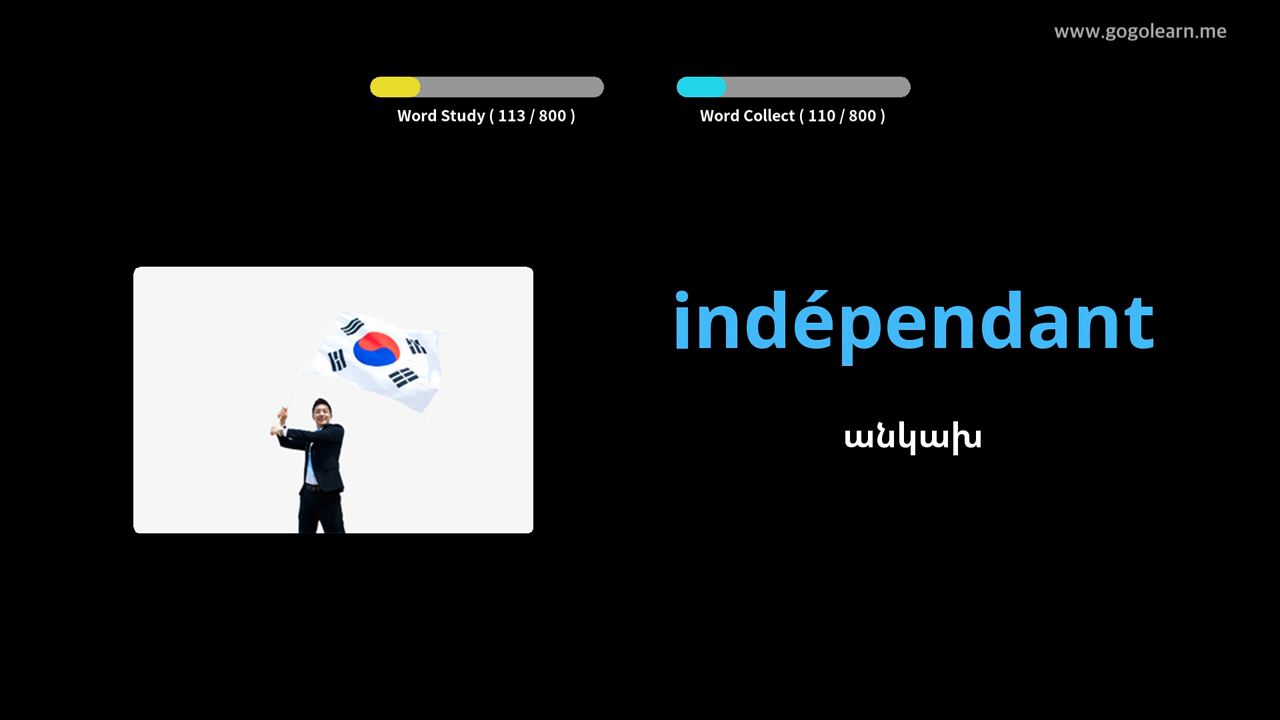 www.gogolearn.me
Word Study ( 113 / 800 )
Word Collect ( 110 / 800 )
indépendant
անկախ